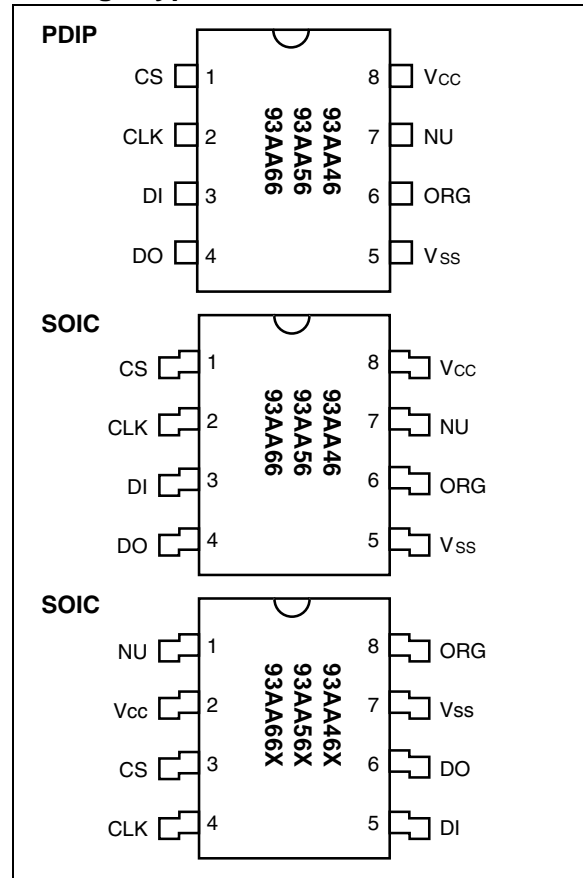 PDIP
CS 1 8 VCC
CLK 2 7 NU
DI 3 6 ORG
DO 4 5 VSS
93AA46
93AA56
93AA66
SOIC
CS 1 8 VCC
CLK 2 7 NU
DI 3 6 ORG
DO 4 5 VSS
93AA46
93AA56
93AA66
SOIC
NU 1 8 ORG
Vcc 2 7 Vss
CS 3 6 DO
CLK 4 5 DI
93AA46X
93AA56X
93AA66X